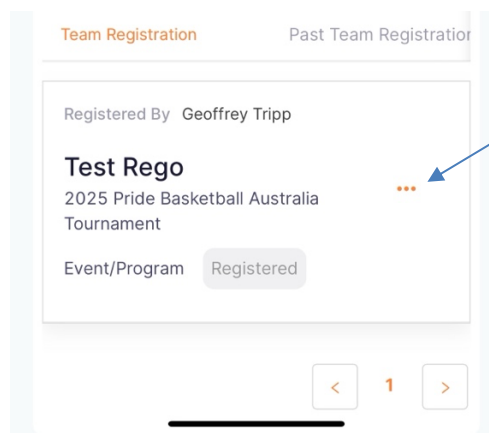 Team Registration Past Team Registration
Registered By Geoffrey Tripp
Test Rego
2025 Pride Basketball Australia
Tournament
Event/Program Registered
< 1 >